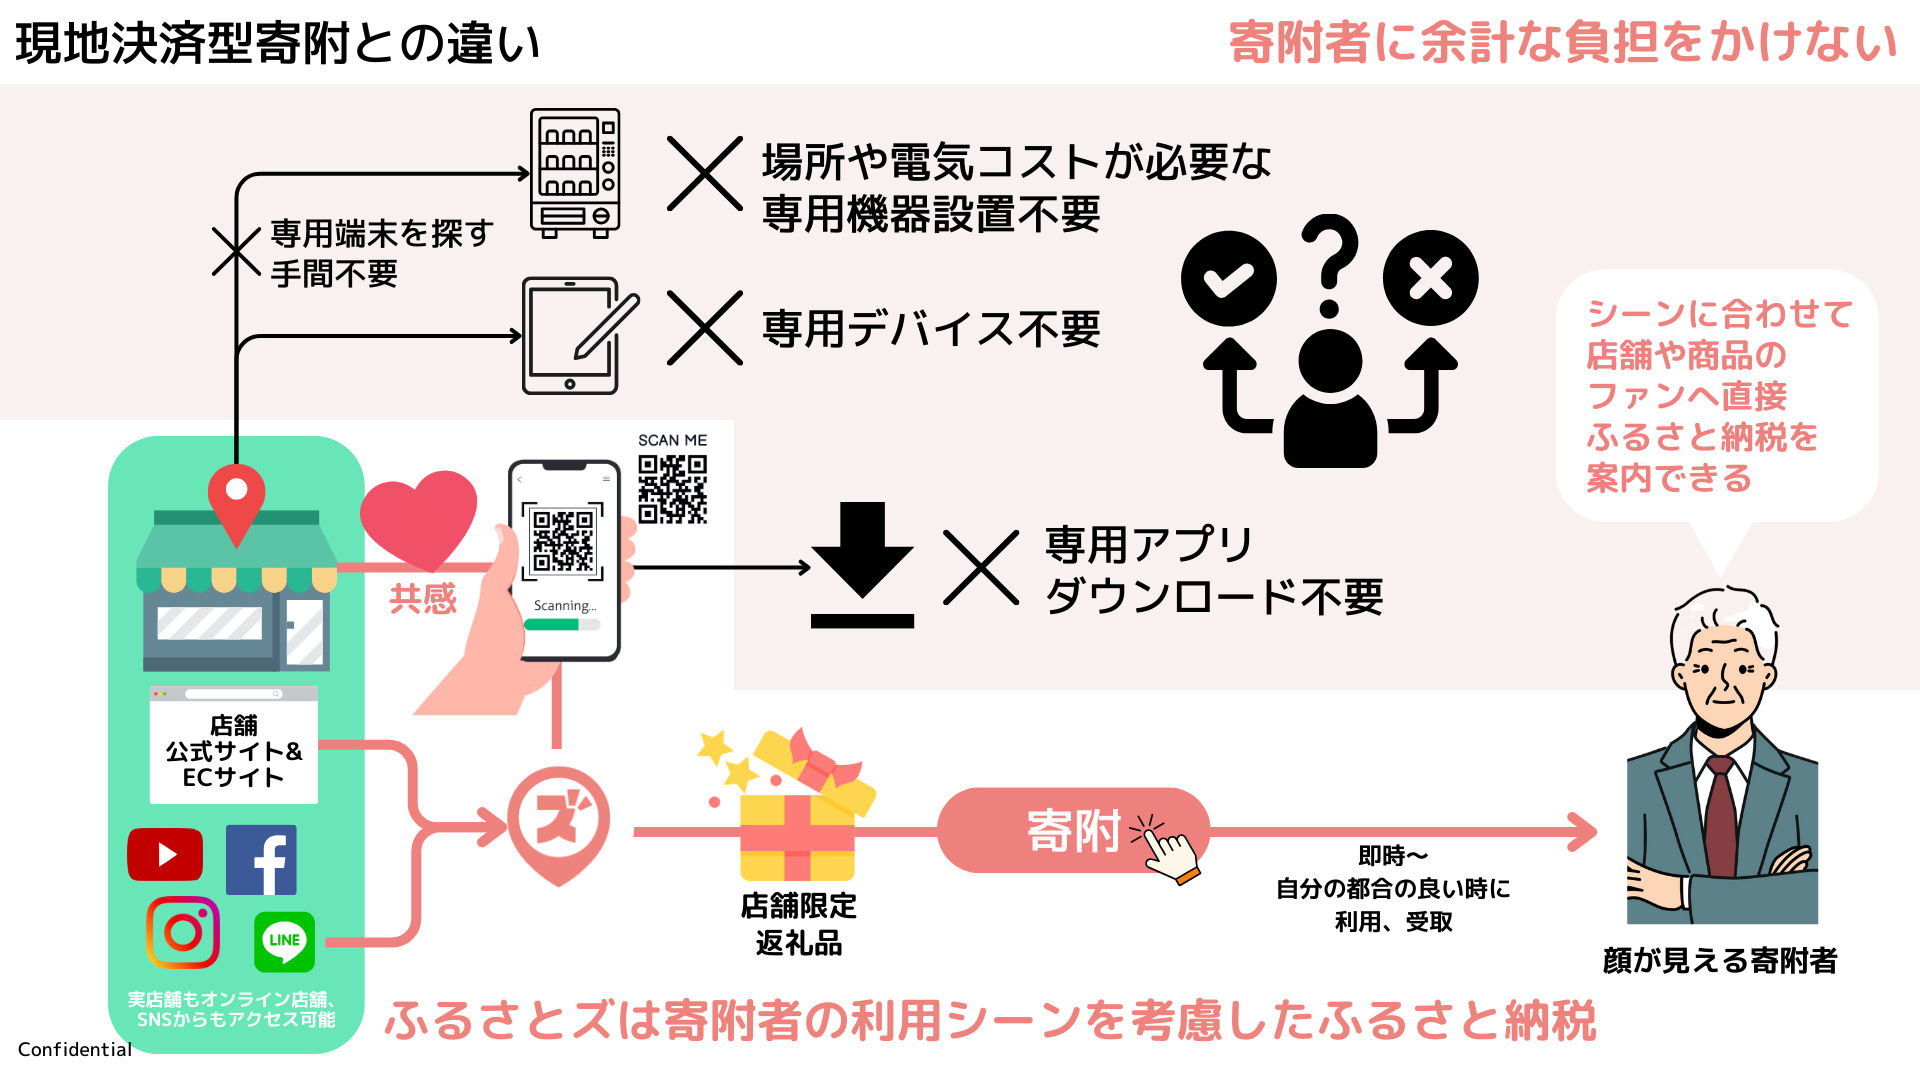 現地決済型寄附との違い
寄附者に余計な負担をかけない
場所や電気コストが必要な
専用機器設置不要
専用端末を探す
手間不要
専用デバイス不要
シーンに合わせて
店舗や商品の
ファンへ直接
ふるさと納税を
案内できる
SCAN ME
共感
Scanning...
専用アプリ
ダウンロード不要
店舗
公式サイト&
ECサイト
ズ
寄附
LINE
店舗限定
返礼品
即時〜
自分の都合の良い時に
利用、受取
顔が見える寄附者
実店舗もオンライン店舗、
SNSからもアクセス可能
ふるさとズは寄附者の利用シーンを考慮したふるさと納税
Confidential